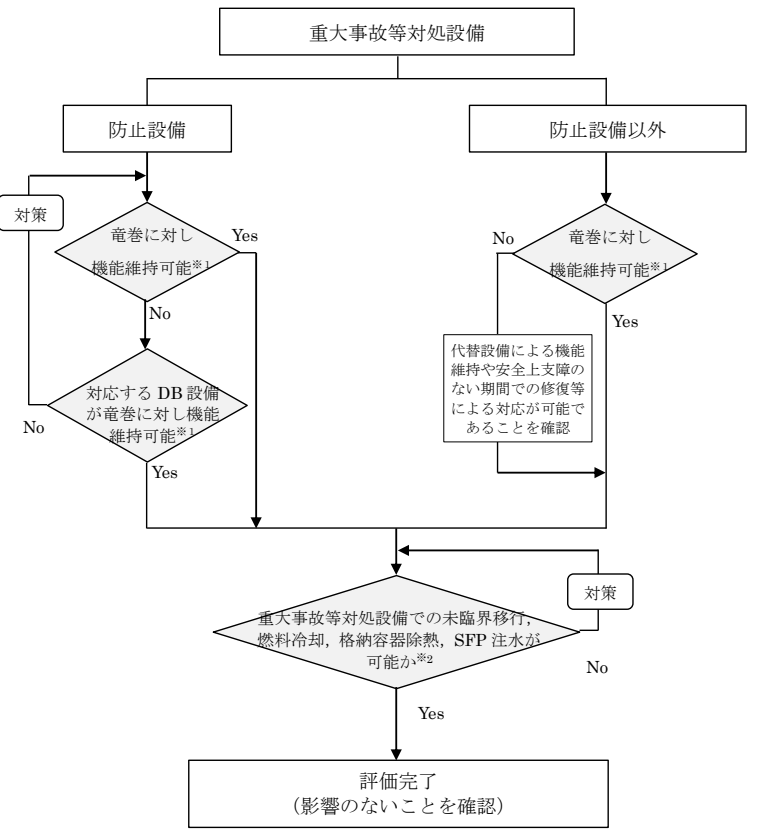 重大事故等対処設備
防止設備
防止設備以外
対策
竜巻に対し
機能維持可能※1
Yes
No
対応する DB 設備
が竜巻に対し機能
維持可能※1
No
Yes
竜巻に対し
機能維持可能※1
No
Yes
代替設備による機能
維持や安全上支障の
ない期間での修復等
による対応が可能で
あることを確認
対策
重大事故等対処設備での未臨界移行,
燃料冷却, 格納容器除熱, SFP 注水が
可能か※2
No
Yes
評価完了
（影響のないことを確認）